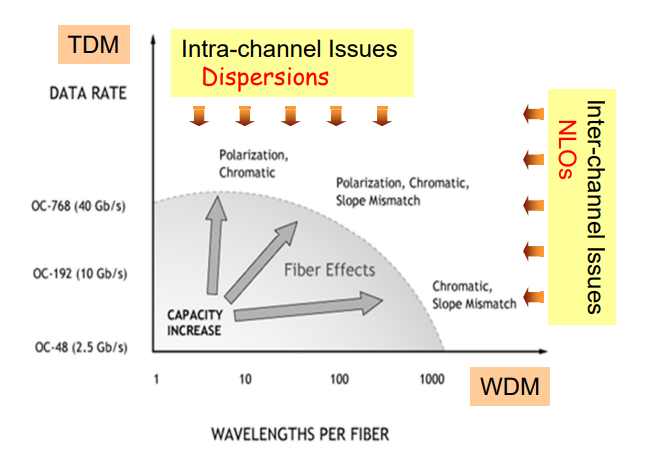 TDM
Intra-channel Issues
Dispersions
DATA RATE
Inter-channel Issues
NLOs
Polarization,
Chromatic
Polarization, Chromatic,
Slope Mismatch
OC-768 (40 Gb/s)
OC-192 (10 Gb/s)
Fiber Effects
Chromatic,
Slope Mismatch
CAPACITY
INCREASE
OC-48 (2.5 Gb/s)
1
10
100
1000
WDM
WAVELENGTHS PER FIBER